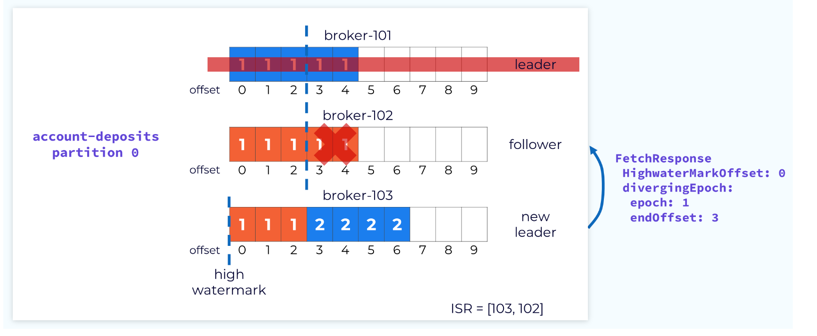 broker-101
1 1 1 1 1
leader
offset 0 1 2 3 4 5 6 7 8 9
account-deposits
partition 0
broker-102
1 1 1 1 1
follower
offset 0 1 2 3 4 5 6 7 8 9
broker-103
1 1 1 2 2 2 2
new
leader
offset 0 1 2 3 4 5 6 7 8 9
high
watermark
ISR = [103, 102]
FetchResponse
HighwaterMarkOffset: 0
divergingEpoch:
epoch: 1
endOffset: 3